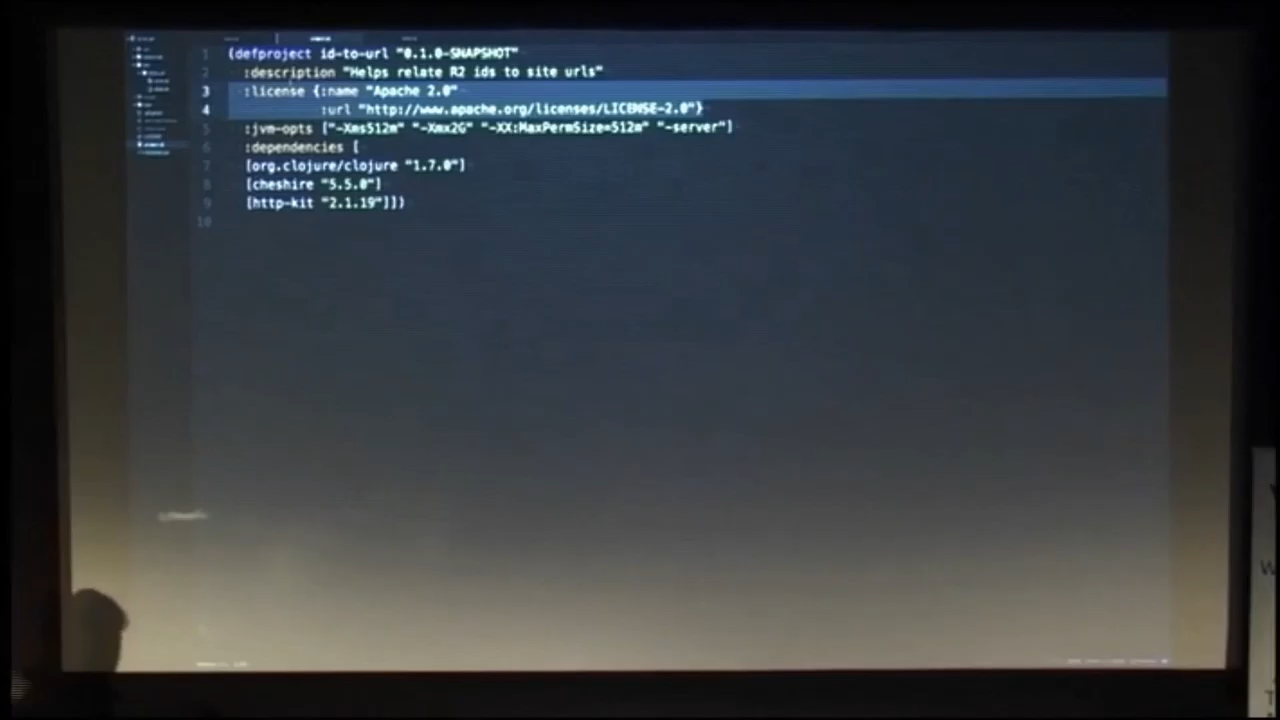 1 (defproject id-to-url "0.1.0-SNAPSHOT"
2 :description "Helps relate R2 ids to site urls"
3 :license {:name "Apache 2.0"
4 :url "http://www.apache.org/licenses/LICENSE-2.0"}
5 :jvm-opts ["-Xms512m" "-Xmx2G" "-XX:MaxPermSize=512m" "-server"]
6 :dependencies [
7 [org.clojure/clojure "1.7.0"]
8 [cheshire "5.5.0"]
9 [http-kit "2.1.19"]])
10